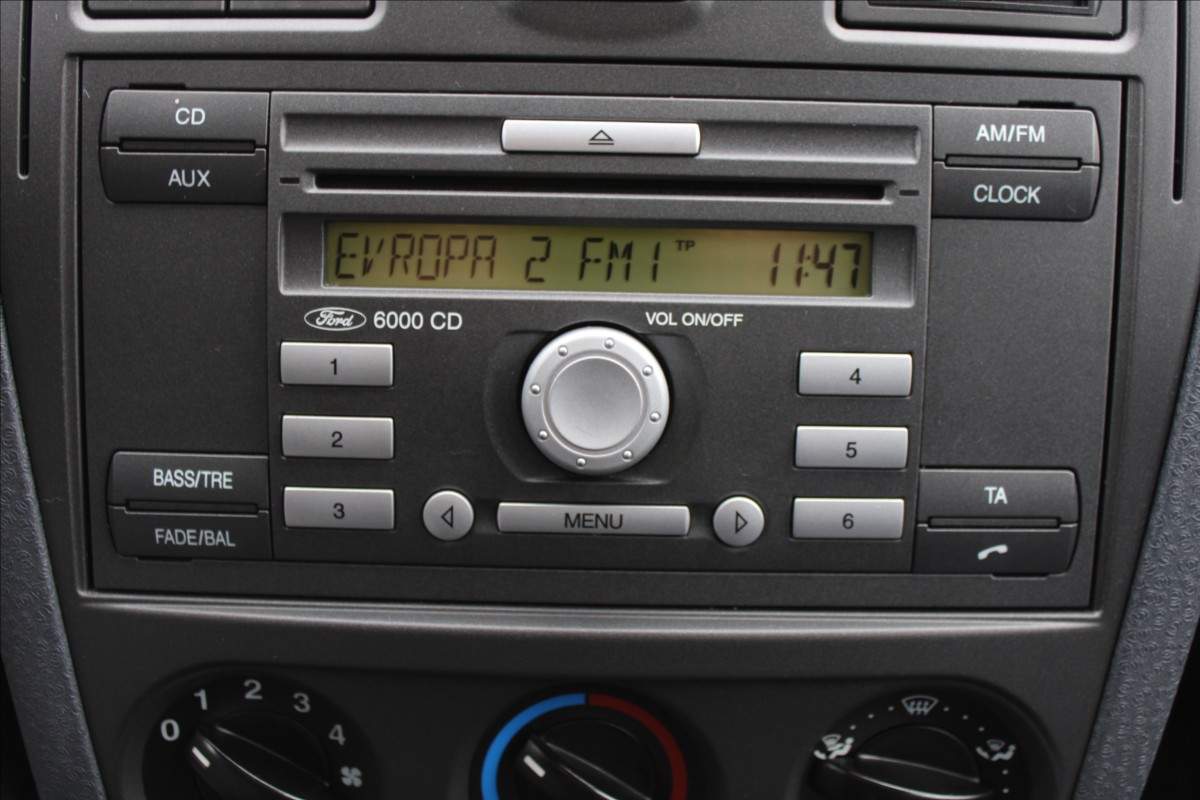 CD
AUX
AM/FM
CLOCK
EVROPA 2 FM1 TP 11:47
Ford 6000 CD
VOL ON/OFF
1
2
3
4
5
6
BASS/TRE
FADE/BAL
MENU
TA
0 1 2 3 4